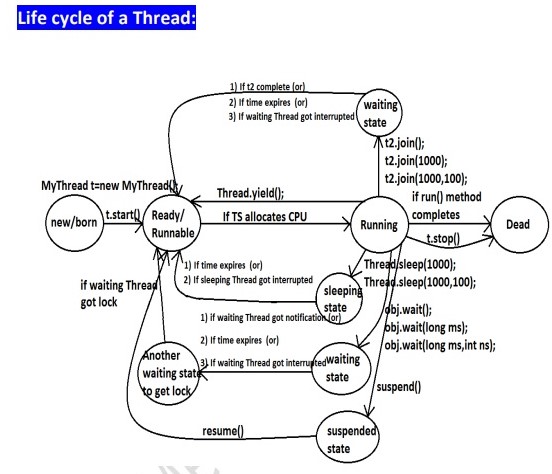 Life cycle of a Thread:
1) If t2 complete (or)
2) If time expires (or)
3) If waiting Thread got interrupted
waiting
state
t2.join();
t2.join(1000);
t2.join(1000,100);
MyThread t=new MyThread();
Thread.yield();
if run() method
completes
new/born
t.start()
Ready/
Runnable
If TS allocates CPU
Running
Dead
t.stop()
1) If time expires (or)
2) If sleeping Thread got interrupted
Thread.sleep(1000);
Thread.sleep(1000,100);
if waiting Thread
got lock
sleeping
state
1) if waiting Thread got notification (or)
2) If time expires (or)
3) If waiting Thread got interrupted
obj.wait();
obj.wait(long ms);
obj.wait(long ms,int ns);
Another
waiting state
to get lock
waiting
state
suspend()
resume()
suspended
state